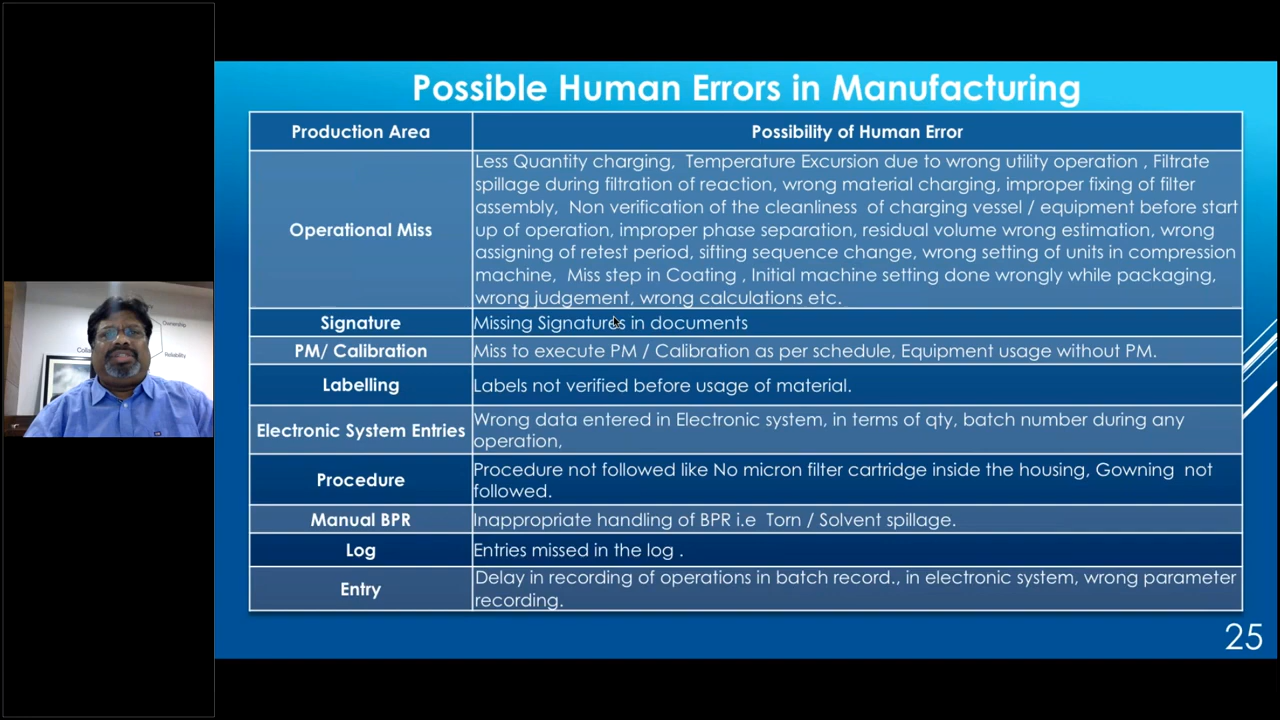 Possible Human Errors in Manufacturing
Production Area
Possibility of Human Error
Operational Miss
Less Quantity charging, Temperature Excursion due to wrong utility operation , Filtrate
spillage during filtration of reaction, wrong material charging, improper fixing of filter
assembly, Non verification of the cleanliness of charging vessel / equipment before start
up of operation, improper phase separation, residual volume wrong estimation, wrong
assigning of retest period, sifting sequence change, wrong setting of units in compression
machine, Miss step in Coating , Initial machine setting done wrongly while packaging,
wrong judgement, wrong calculations etc.
Signature
Missing Signatures in documents
PM/ Calibration
Miss to execute PM / Calibration as per schedule, Equipment usage without PM.
Labelling
Labels not verified before usage of material.
Electronic System Entries
Wrong data entered in Electronic system, in terms of qty, batch number during any
operation,
Procedure
Procedure not followed like No micron filter cartridge inside the housing, Gowning not
followed.
Manual BPR
Inappropriate handling of BPR i.e Torn / Solvent spillage.
Log
Entries missed in the log .
Entry
Delay in recording of operations in batch record., in electronic system, wrong parameter
recording.
25
Ownership
Reliability